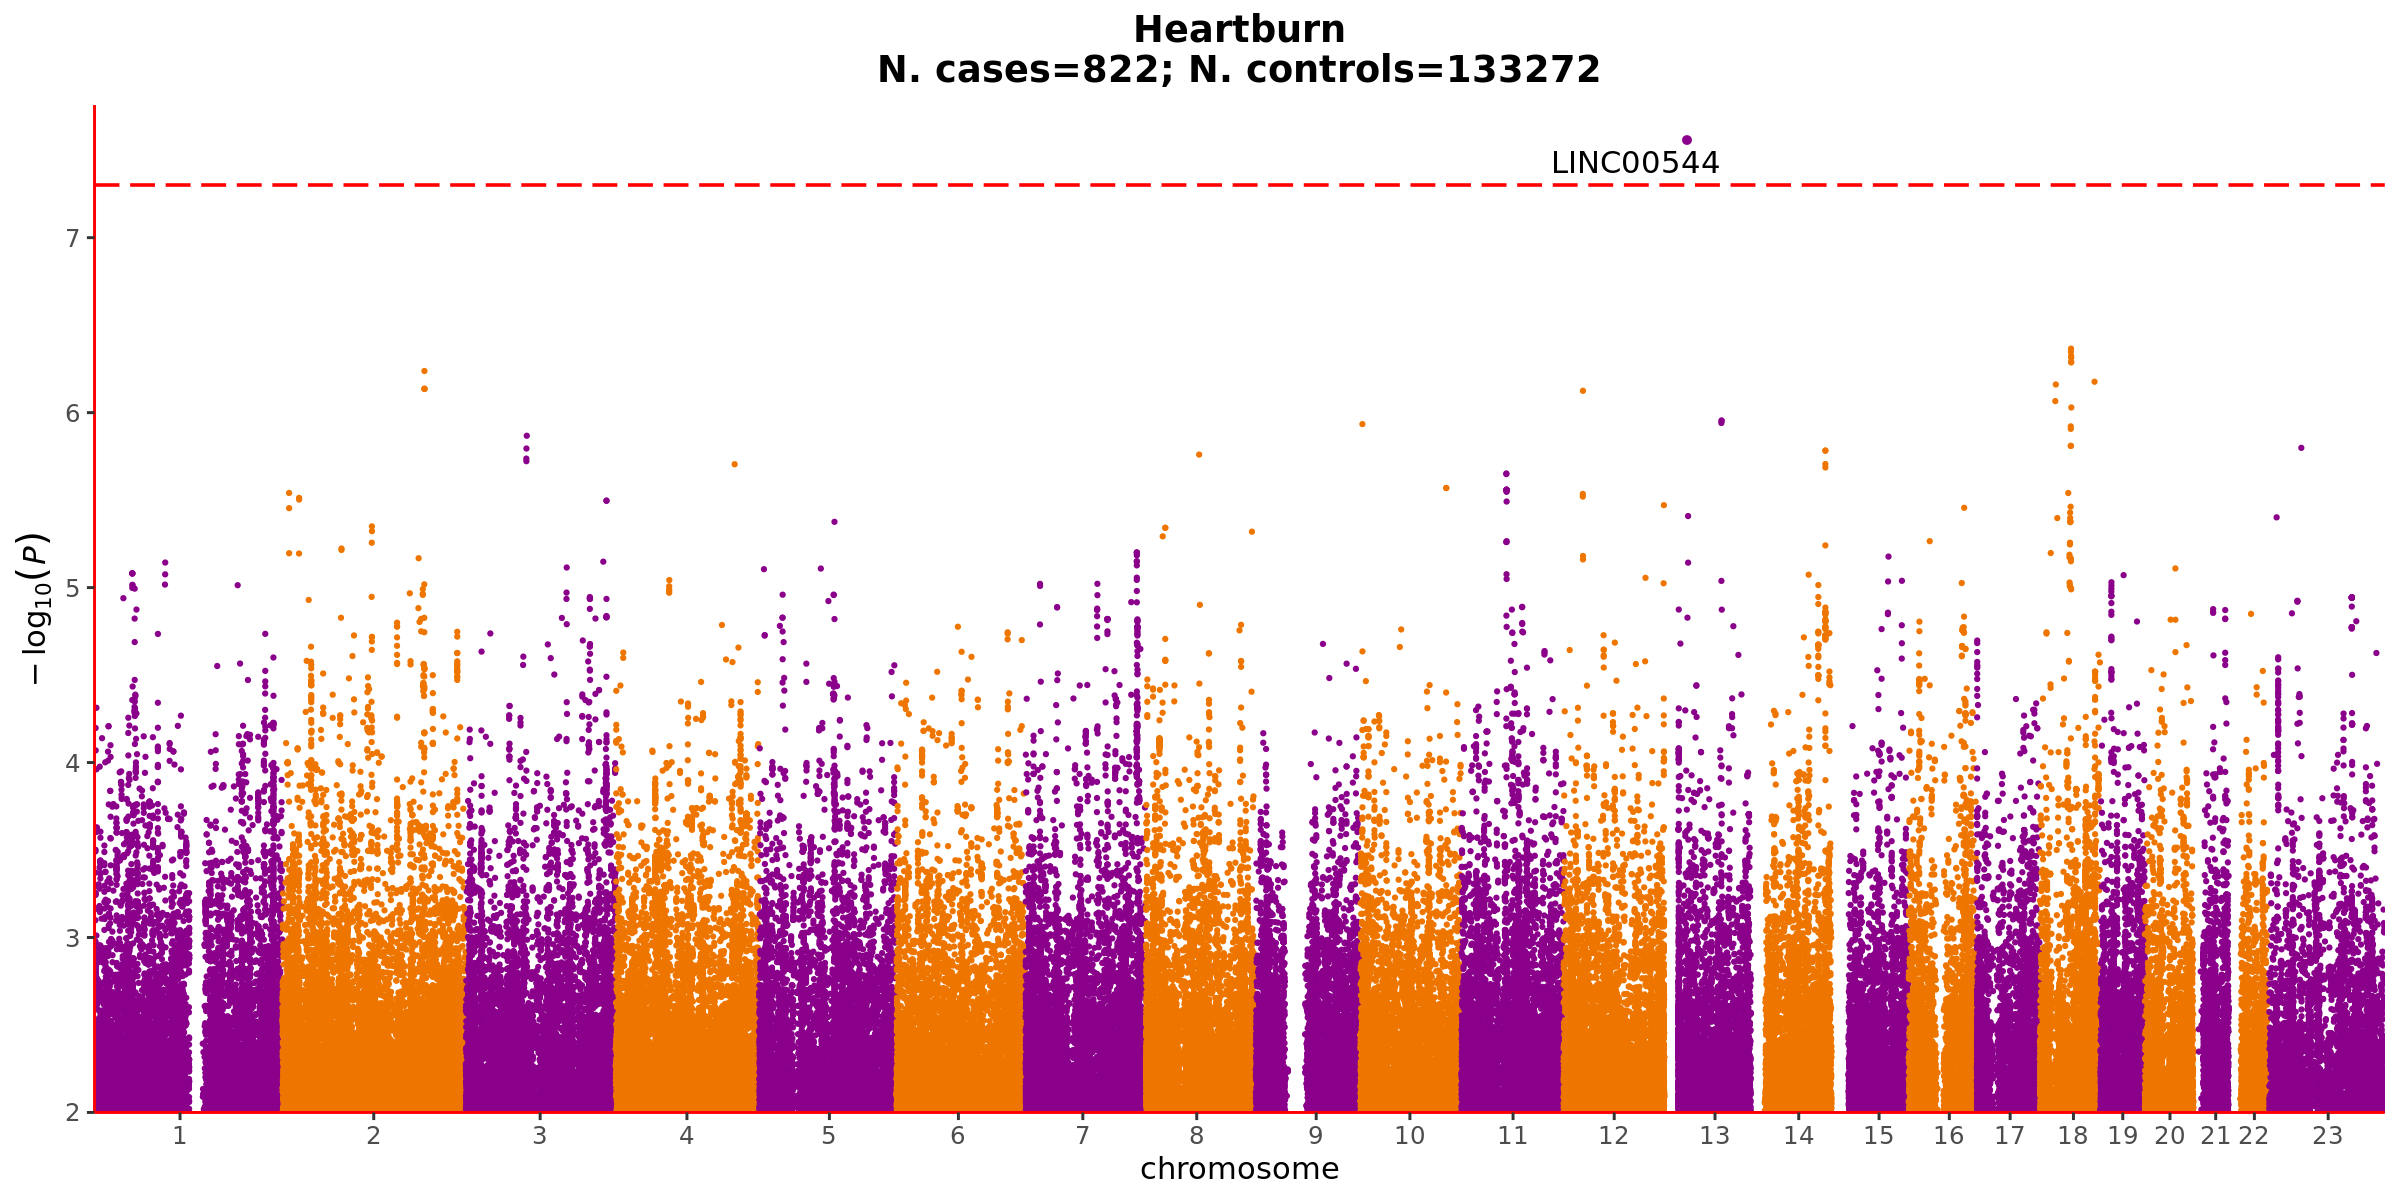 Heartburn
N. cases=822; N. controls=133272
LINC00544
7
6
5
4
3
2
−log10(P)
1 2 3 4 5 6 7 8 9 10 11 12 13 14 15 16 17 18 19 20 21 22 23
chromosome